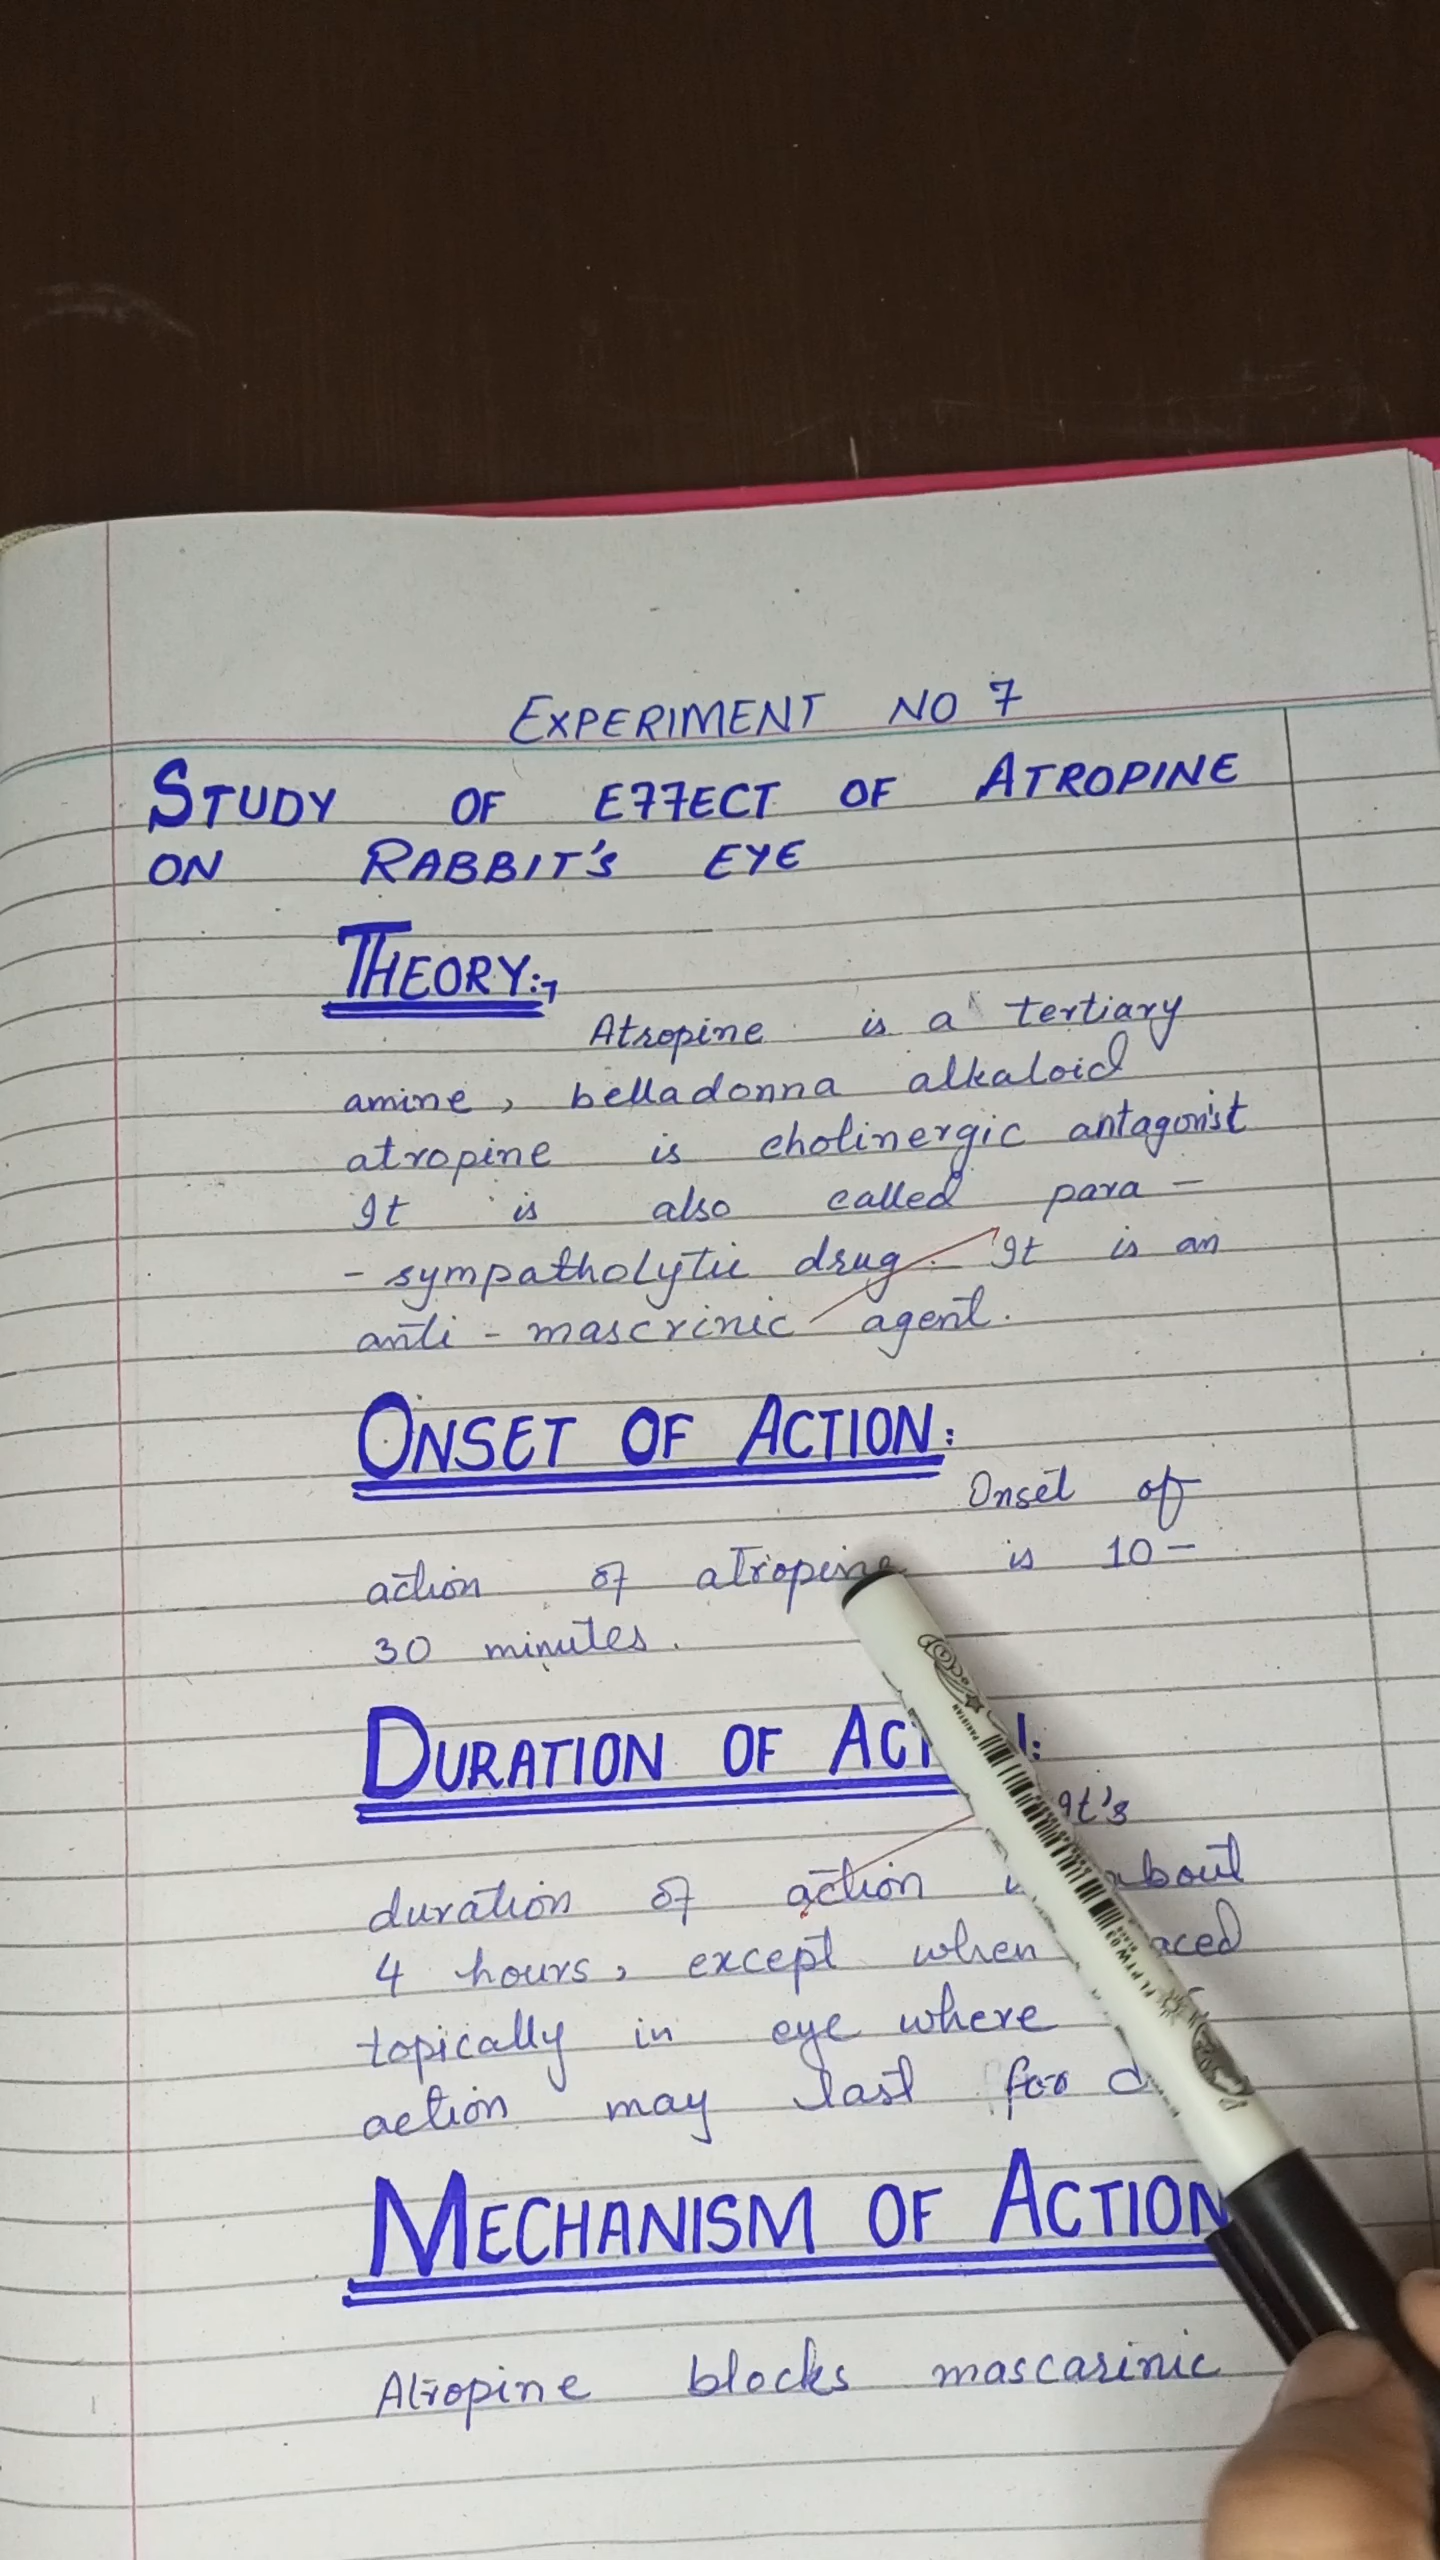 EXPERIMENT NO 7
STUDY OF EFFECT OF ATROPINE
ON RABBIT'S EYE
THEORY:-
Atropine is a tertiary
amine, belladonna alkaloid
atropine is cholinergic antagonist
It is also called para -
- sympatholytic drug. It is an
anti - mascrinic agent.
ONSET OF ACTION:
Onset of
action of atropine is 10 -
30 minutes.
DURATION OF
It's
duration of action about
4 hours, except when
topically in eye where
action may last for
MECHANISM OF ACTION
Atropine blocks mascarinic